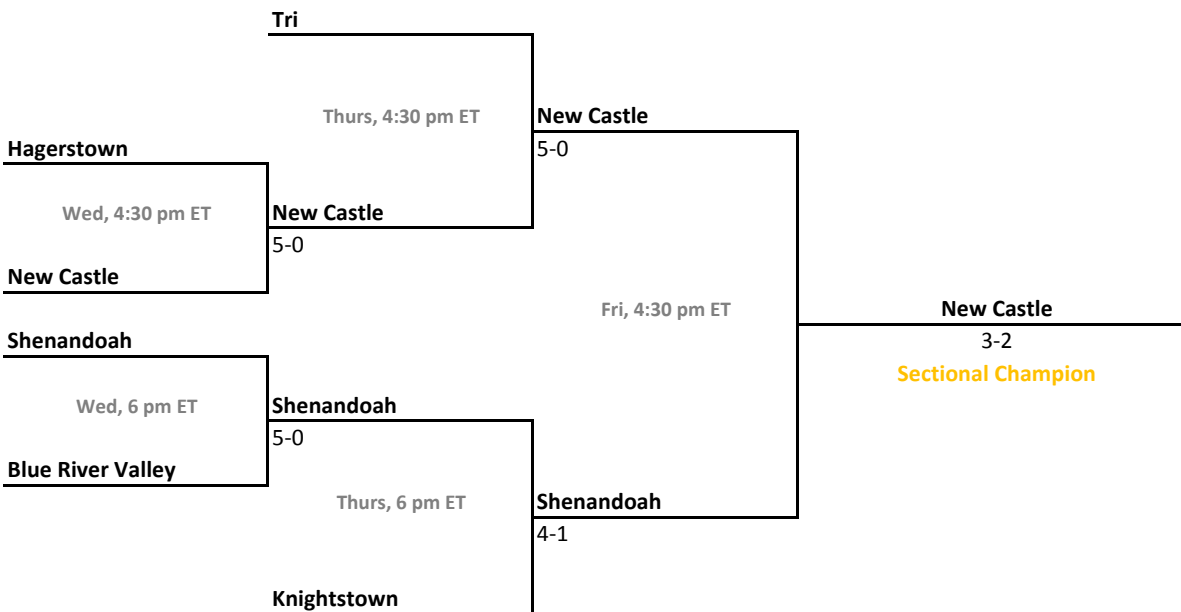 Tri
Thurs, 4:30 pm ET
New Castle
5-0
Hagerstown
Wed, 4:30 pm ET
New Castle
5-0
New Castle
Fri, 4:30 pm ET
New Castle
3-2
Sectional Champion
Shenandoah
Wed, 6 pm ET
Shenandoah
5-0
Blue River Valley
Thurs, 6 pm ET
Shenandoah
4-1
Knightstown